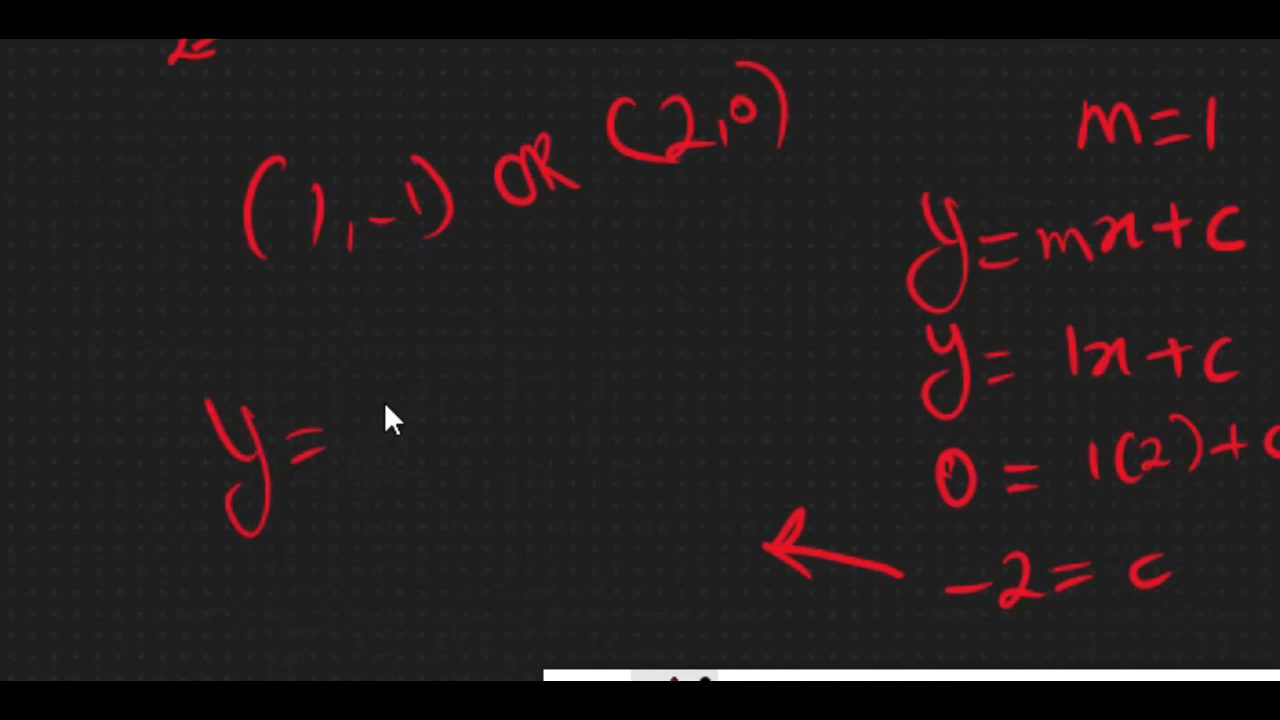 (1,-1) OR (2,0)
y=
m=1
y=mx+c
y=1x+c
0=1(2)+c
-2=c